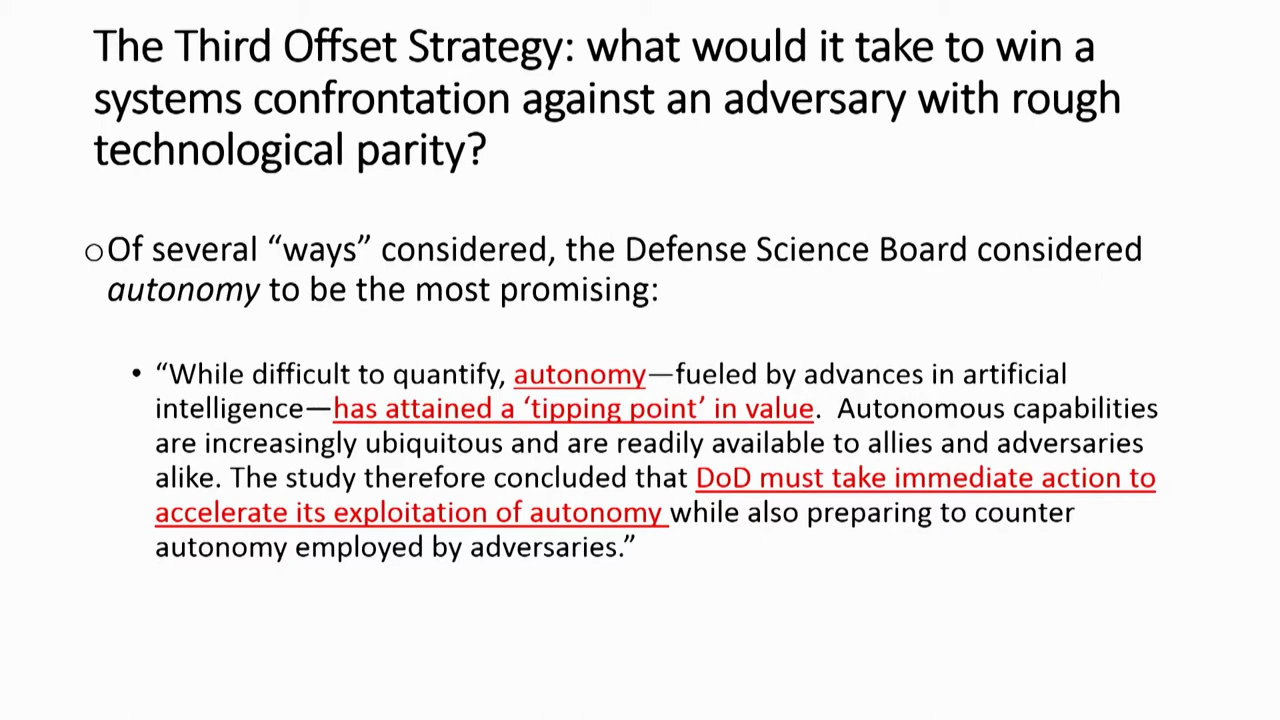 The Third Offset Strategy: what would it take to win a
systems confrontation against an adversary with rough
technological parity?
○Of several “ways” considered, the Defense Science Board considered
autonomy to be the most promising:
• “While difficult to quantify, autonomy—fueled by advances in artificial
intelligence—has attained a ‘tipping point’ in value.  Autonomous capabilities
are increasingly ubiquitous and are readily available to allies and adversaries
alike. The study therefore concluded that DoD must take immediate action to
accelerate its exploitation of autonomy while also preparing to counter
autonomy employed by adversaries.”